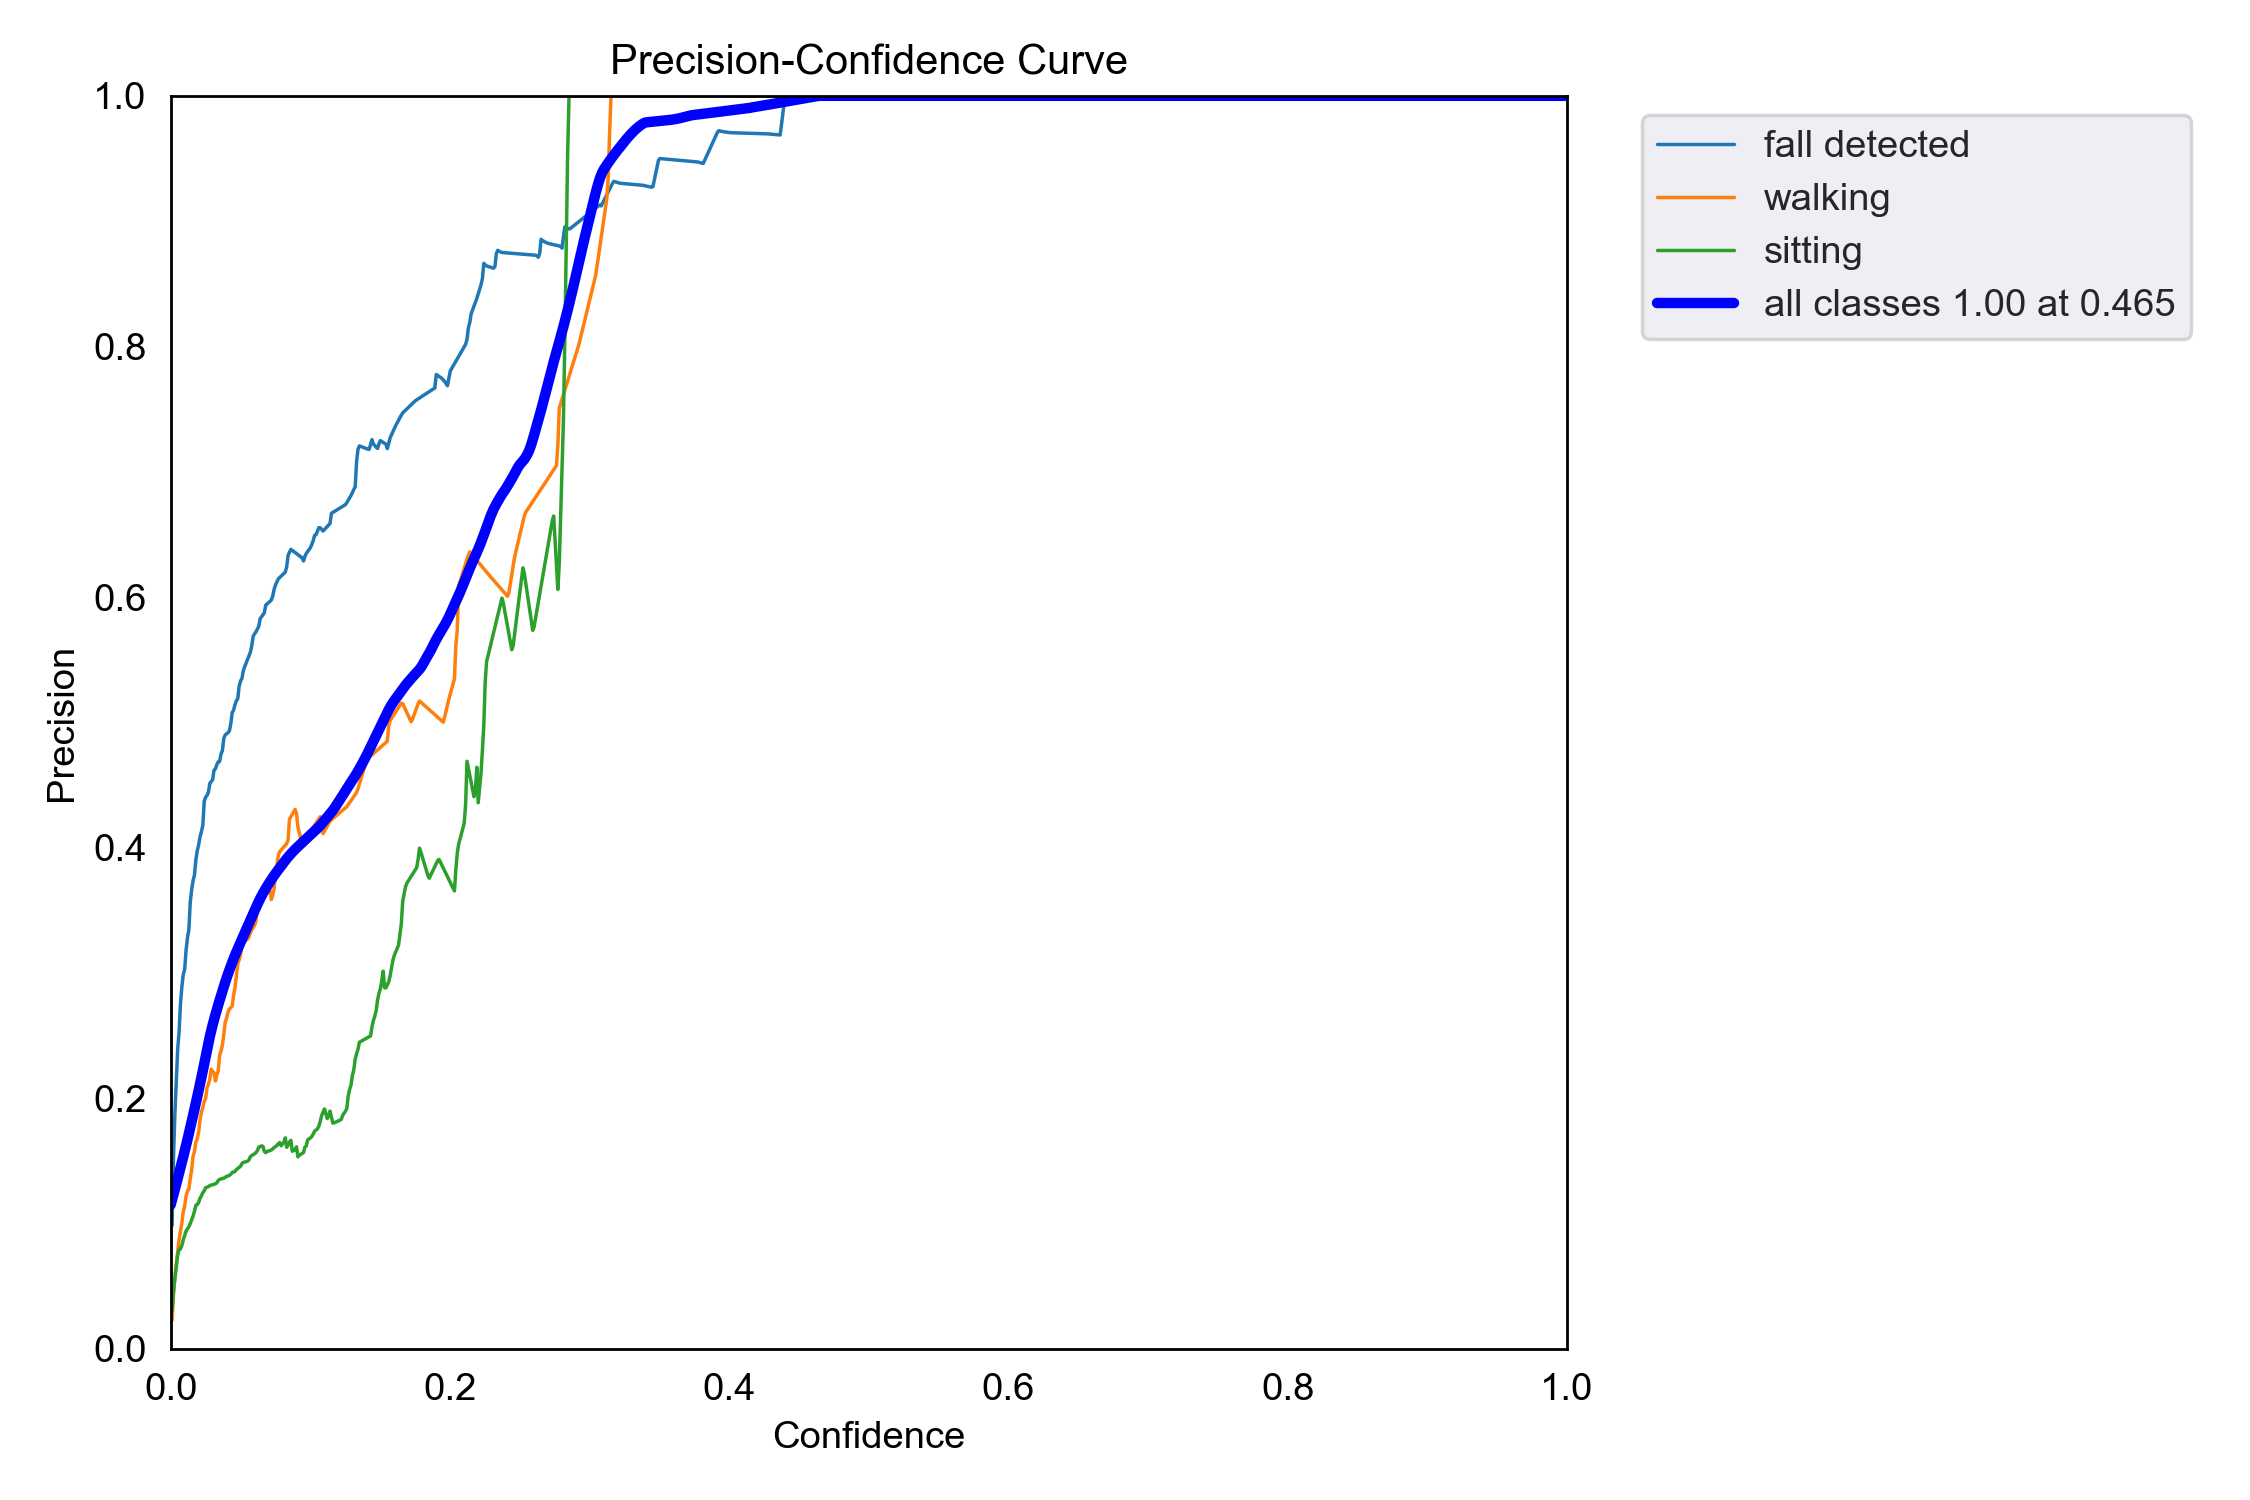 Precision-Confidence Curve
1.0
0.8
0.6
0.4
0.2
0.0
Precision
0.0 0.2 0.4 0.6 0.8 1.0
Confidence
fall detected
walking
sitting
all classes 1.00 at 0.465